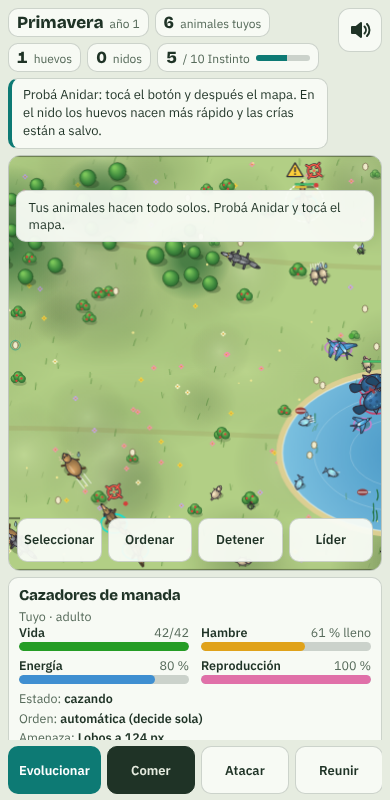 Primavera año 1
6 animales tuyos
1 huevos
0 nidos
5 / 10 Instinto
Probá Anidar: tocá el botón y después el mapa. En
el nido los huevos nacen más rápido y las crías
están a salvo.
Tus animales hacen todo solos. Probá Anidar y tocá el
mapa.
Seleccionar
Ordenar
Detener
Líder
Cazadores de manada
Tuyo · adulto
Vida 42/42
Hambre 61 % lleno
Energía 80 %
Reproducción 100 %
Estado: cazando
Orden: automática (decide sola)
Amenaza: Lobos a 124 px
Evolucionar
Comer
Atacar
Reunir